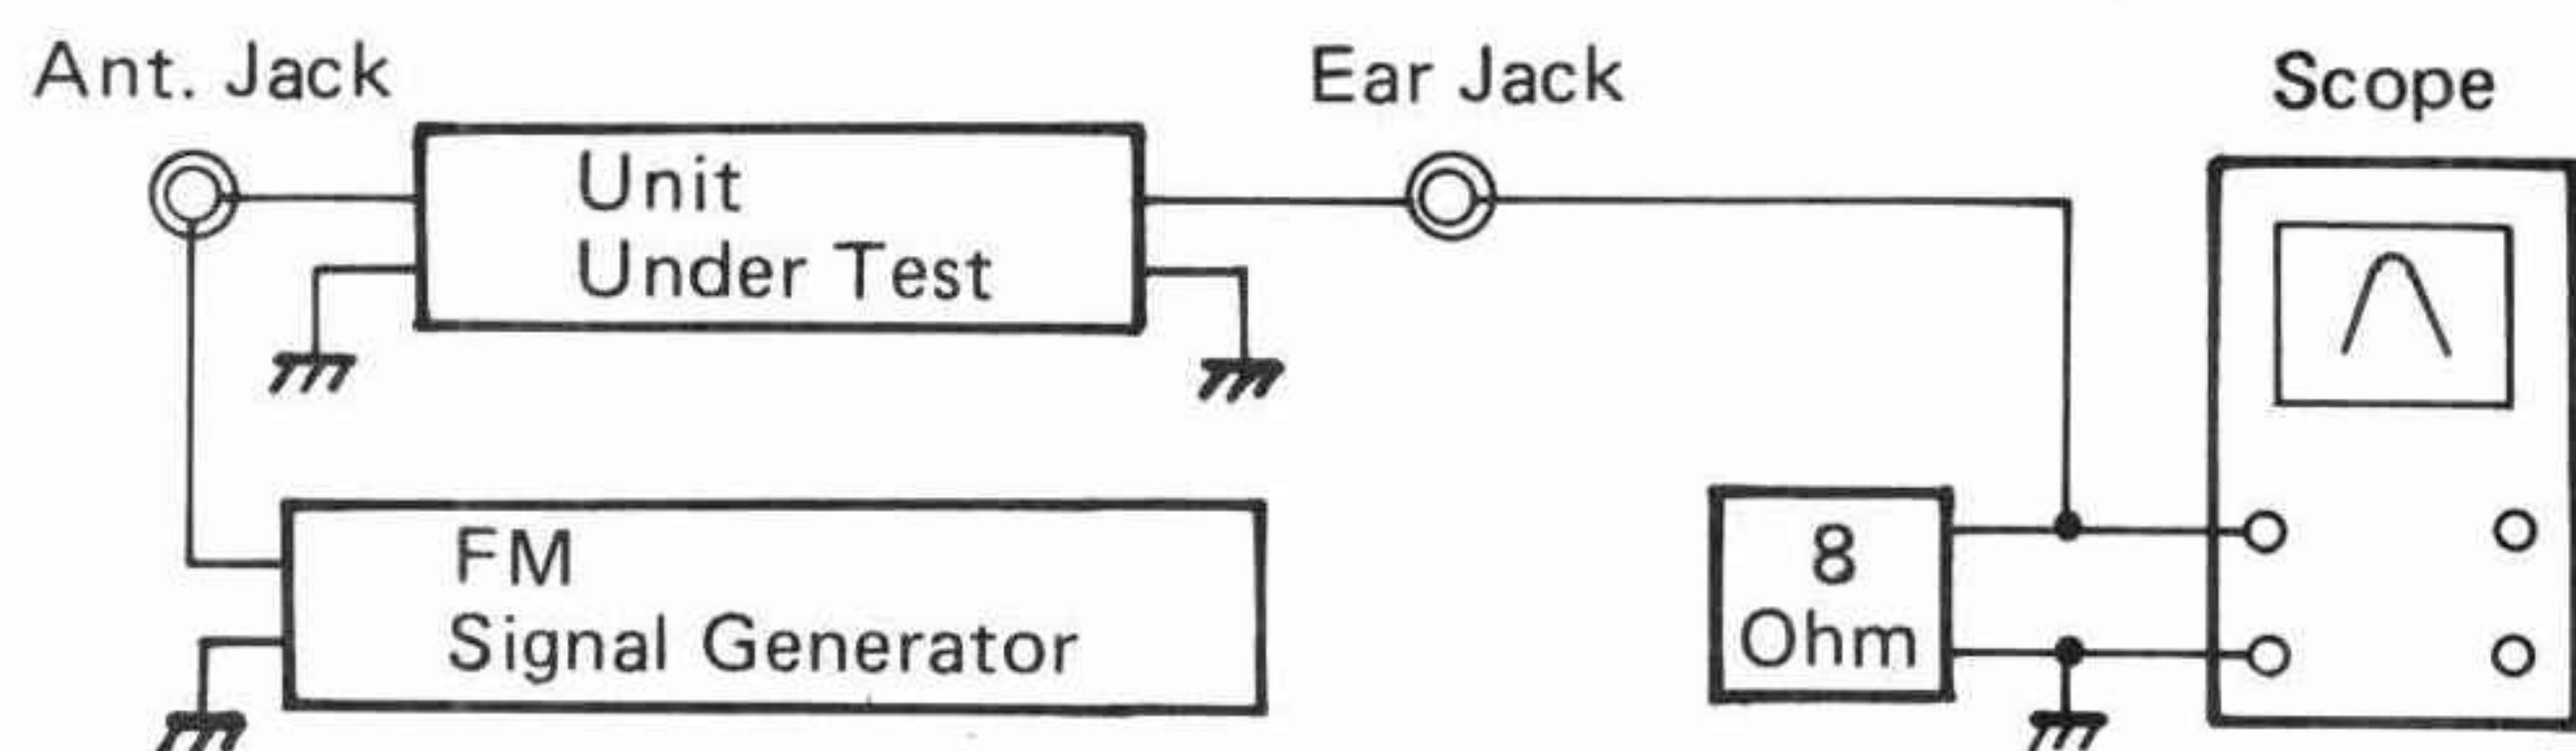 Ant. Jack
Ear Jack
Scope
Unit
Under Test
FM
Signal Generator
8
Ohm